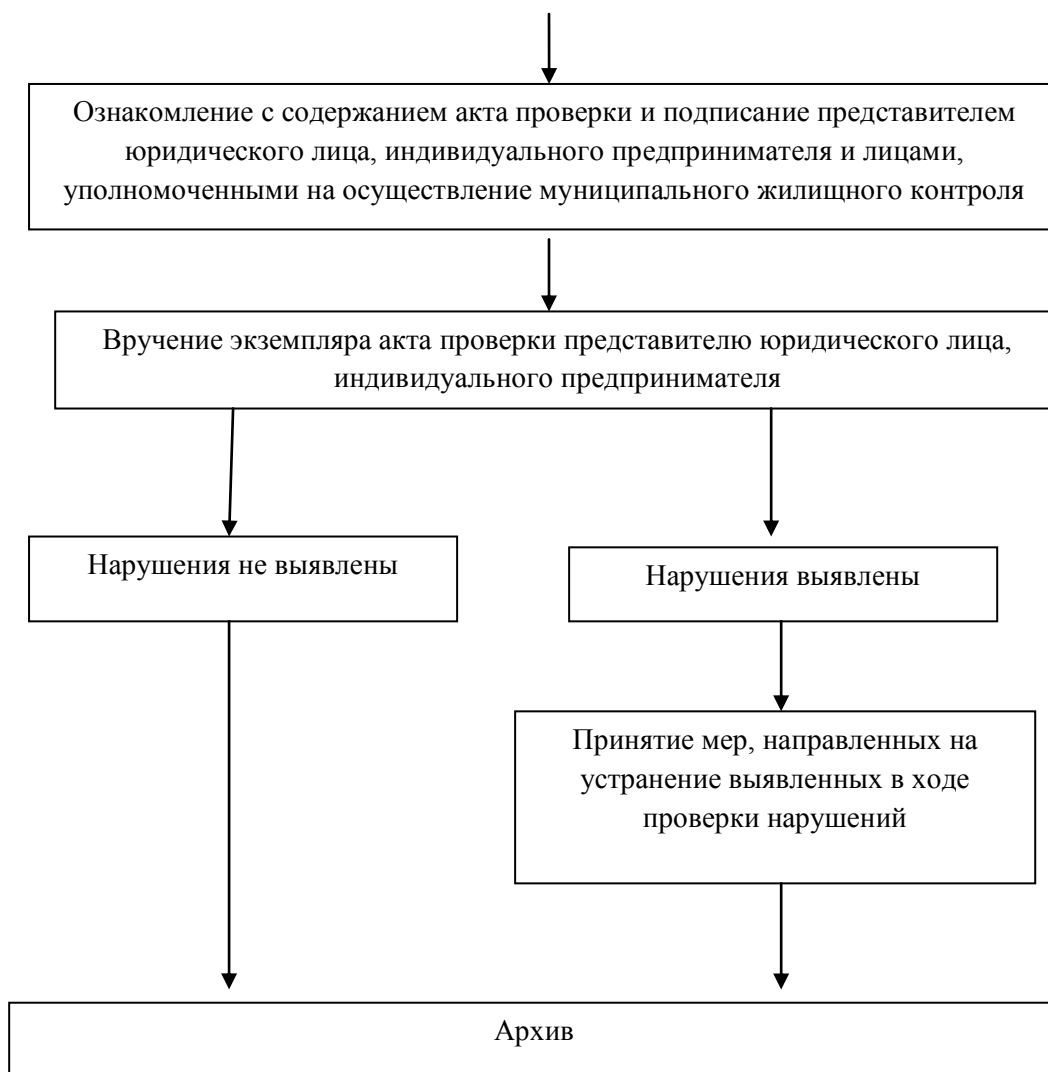 Ознакомление с содержанием акта проверки и подписание представителем
юридического лица, индивидуального предпринимателя и лицами,
уполномоченными на осуществление муниципального жилищного контроля
Вручение экземпляра акта проверки представителю юридического лица,
индивидуального предпринимателя
Нарушения не выявлены
Нарушения выявлены
Принятие мер, направленных на
устранение выявленных в ходе
проверки нарушений
Архив